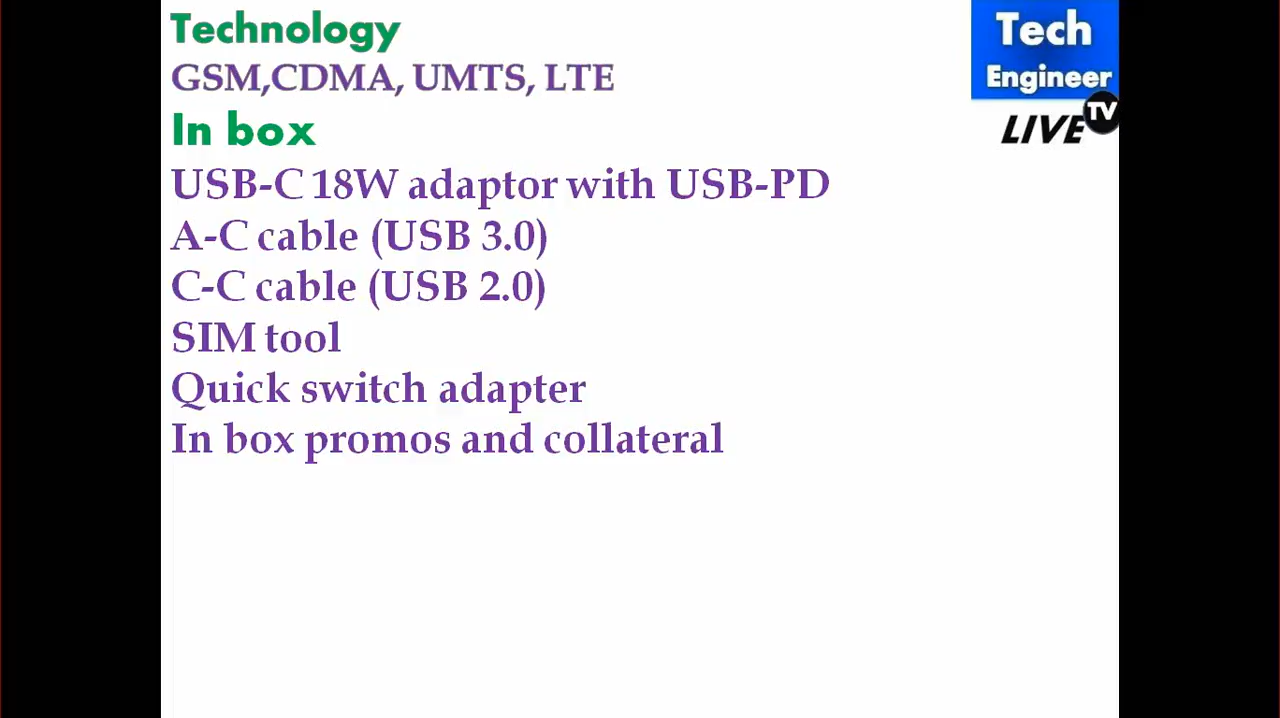 Technology
GSM,CDMA, UMTS, LTE
In box
USB-C 18W adaptor with USB-PD
A-C cable (USB 3.0)
C-C cable (USB 2.0)
SIM tool
Quick switch adapter
In box promos and collateral
Tech
Engineer
LIVE TV